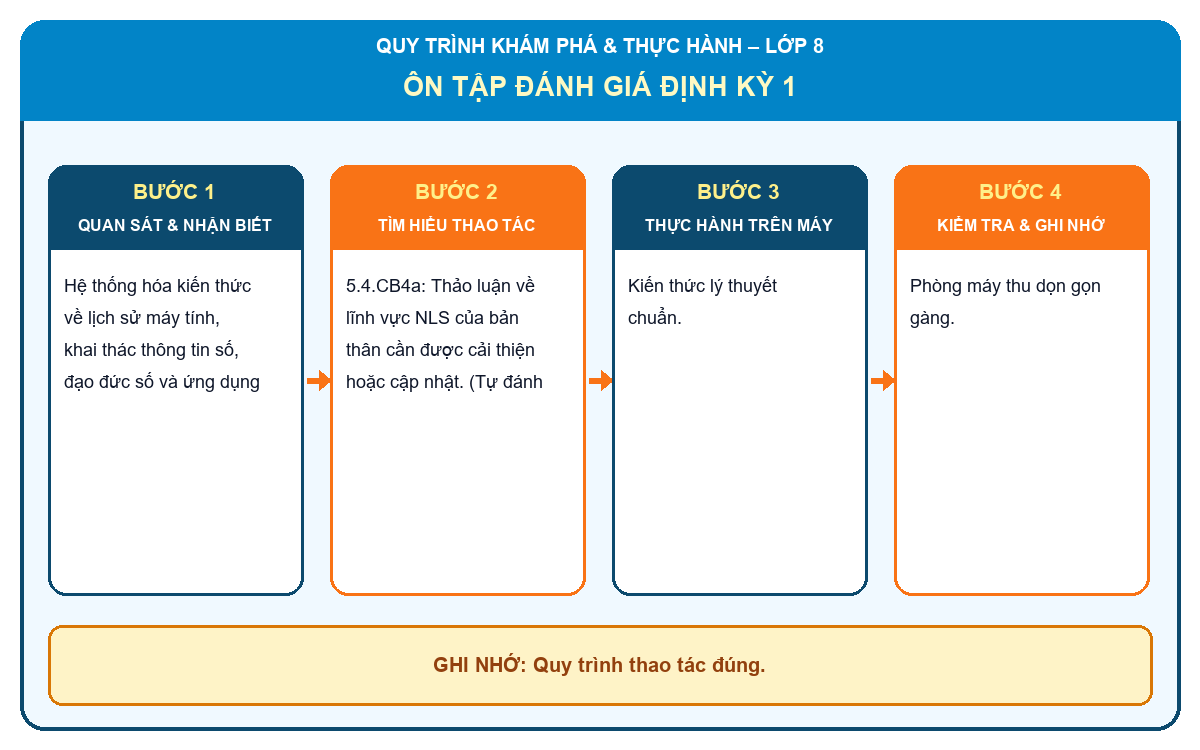 QUY TRÌNH KHÁM PHÁ & THỰC HÀNH – LỚP 8
ÔN TẬP ĐÁNH GIÁ ĐỊNH KỲ 1
BƯỚC 1
QUAN SÁT & NHẬN BIẾT
Hệ thống hóa kiến thức
về lịch sử máy tính,
khai thác thông tin số,
đạo đức số và ứng dụng
BƯỚC 2
TÌM HIỂU THAO TÁC
5.4.CB4a: Thảo luận về
lĩnh vực NLS của bản
thân cần được cải thiện
hoặc cập nhật. (Tự đánh
BƯỚC 3
THỰC HÀNH TRÊN MÁY
Kiến thức lý thuyết
chuẩn.
BƯỚC 4
KIỂM TRA & GHI NHỚ
Phòng máy thu dọn gọn
gàng.
GHI NHỚ: Quy trình thao tác đúng.